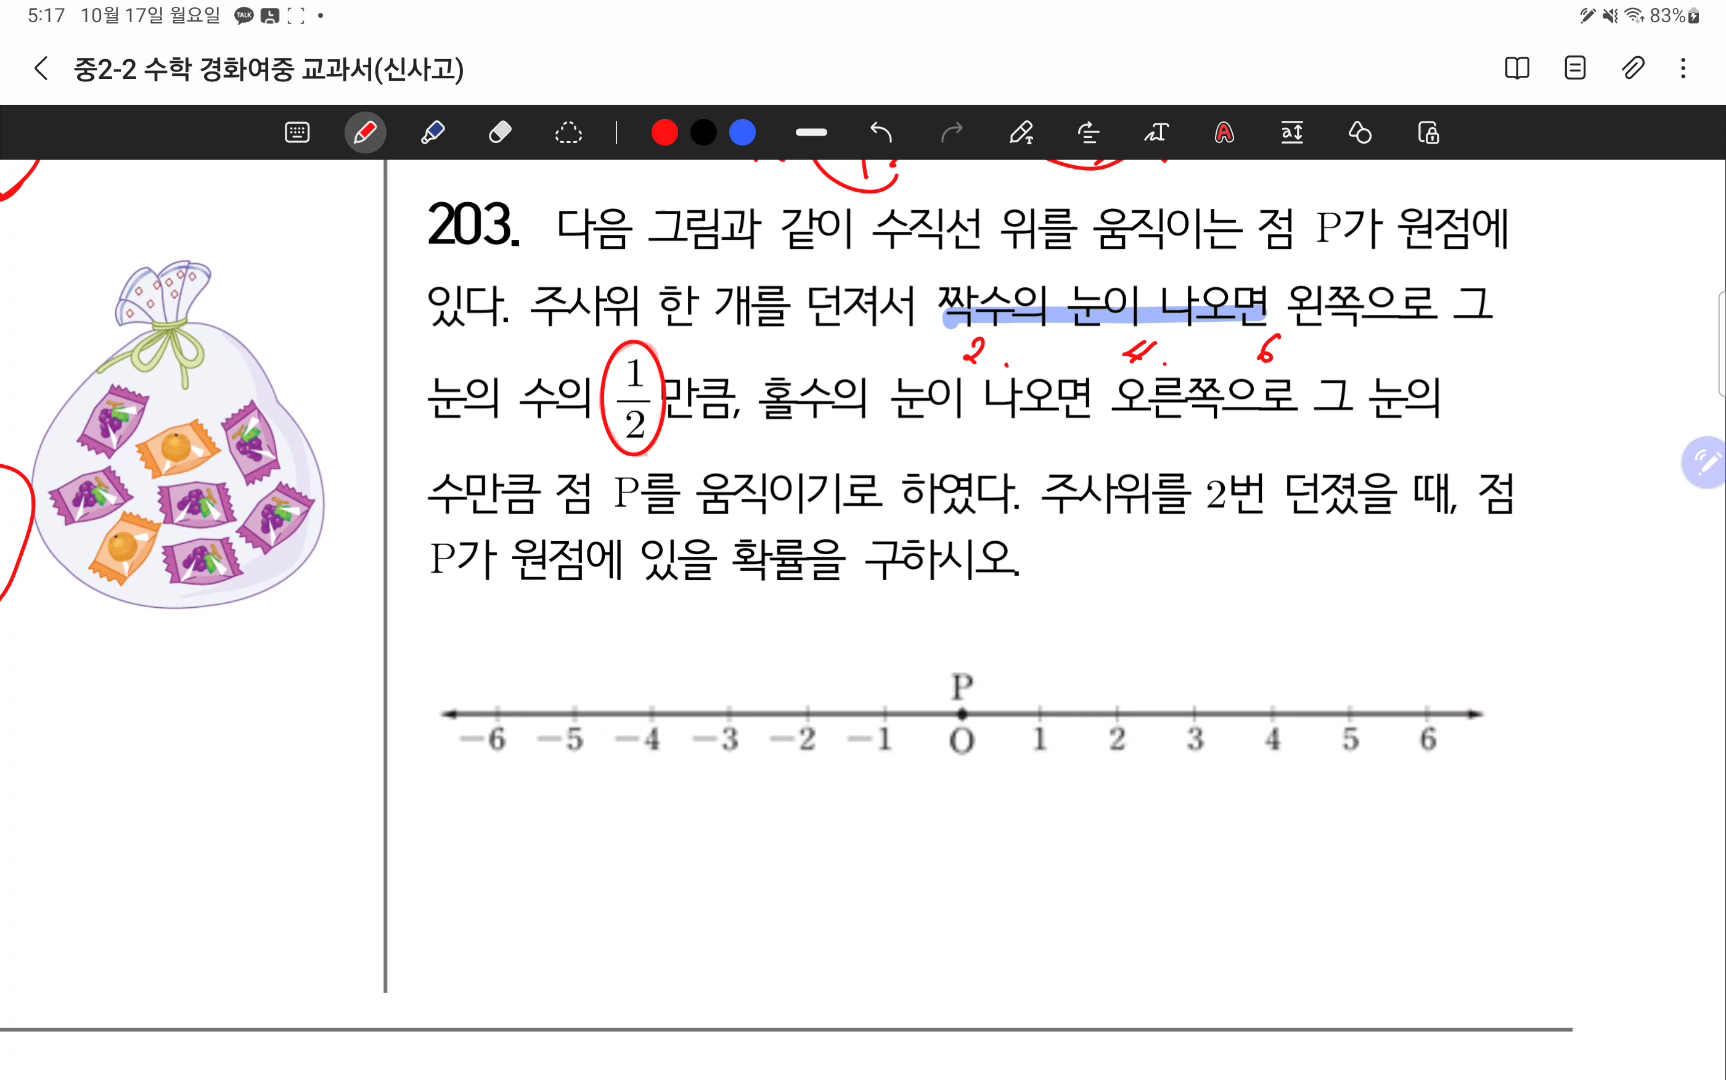 5:17 10월 17일 월요일 TALK
83%
중2-2 수학 경화여중 교과서(신사고)
203. 다음 그림과 같이 수직선 위를 움직이는 점 P가 원점에
있다. 주사위 한 개를 던져서 짝수의 눈이 나오면 왼쪽으로 그
2. 4. 6
눈의 수의 1/2 만큼, 홀수의 눈이 나오면 오른쪽으로 그 눈의
수만큼 점 P를 움직이기로 하였다. 주사위를 2번 던졌을 때, 점
P가 원점에 있을 확률을 구하시오.
P
-6 -5 -4 -3 -2 -1 O 1 2 3 4 5 6